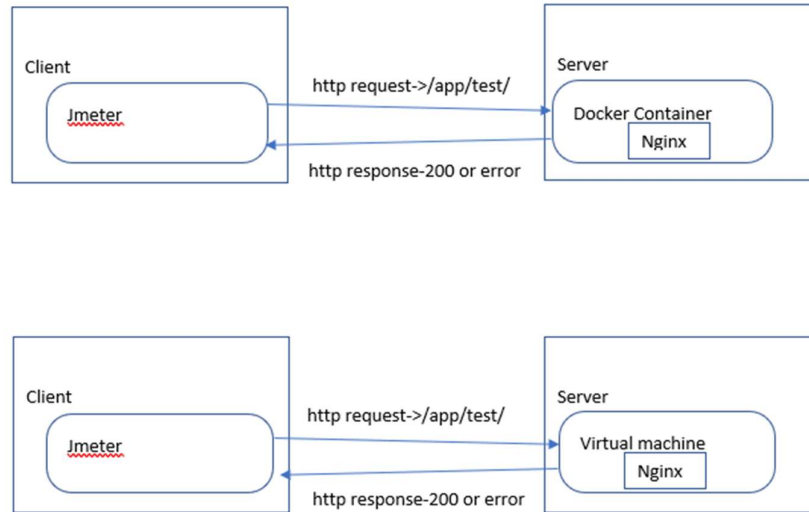 Client
Jmeter
http request->/app/test/
http response-200 or error
Server
Docker Container
Nginx
Client
Jmeter
http request->/app/test/
http response-200 or error
Server
Virtual machine
Nginx